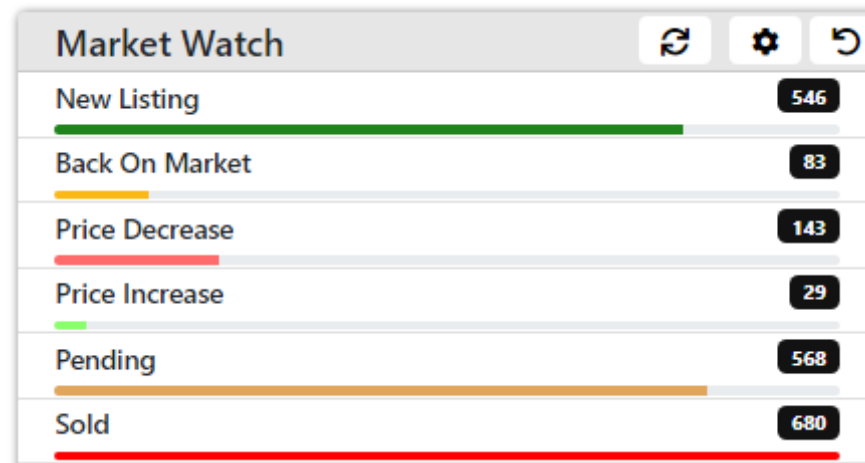 Market Watch
New Listing 546
Back On Market 83
Price Decrease 143
Price Increase 29
Pending 568
Sold 680